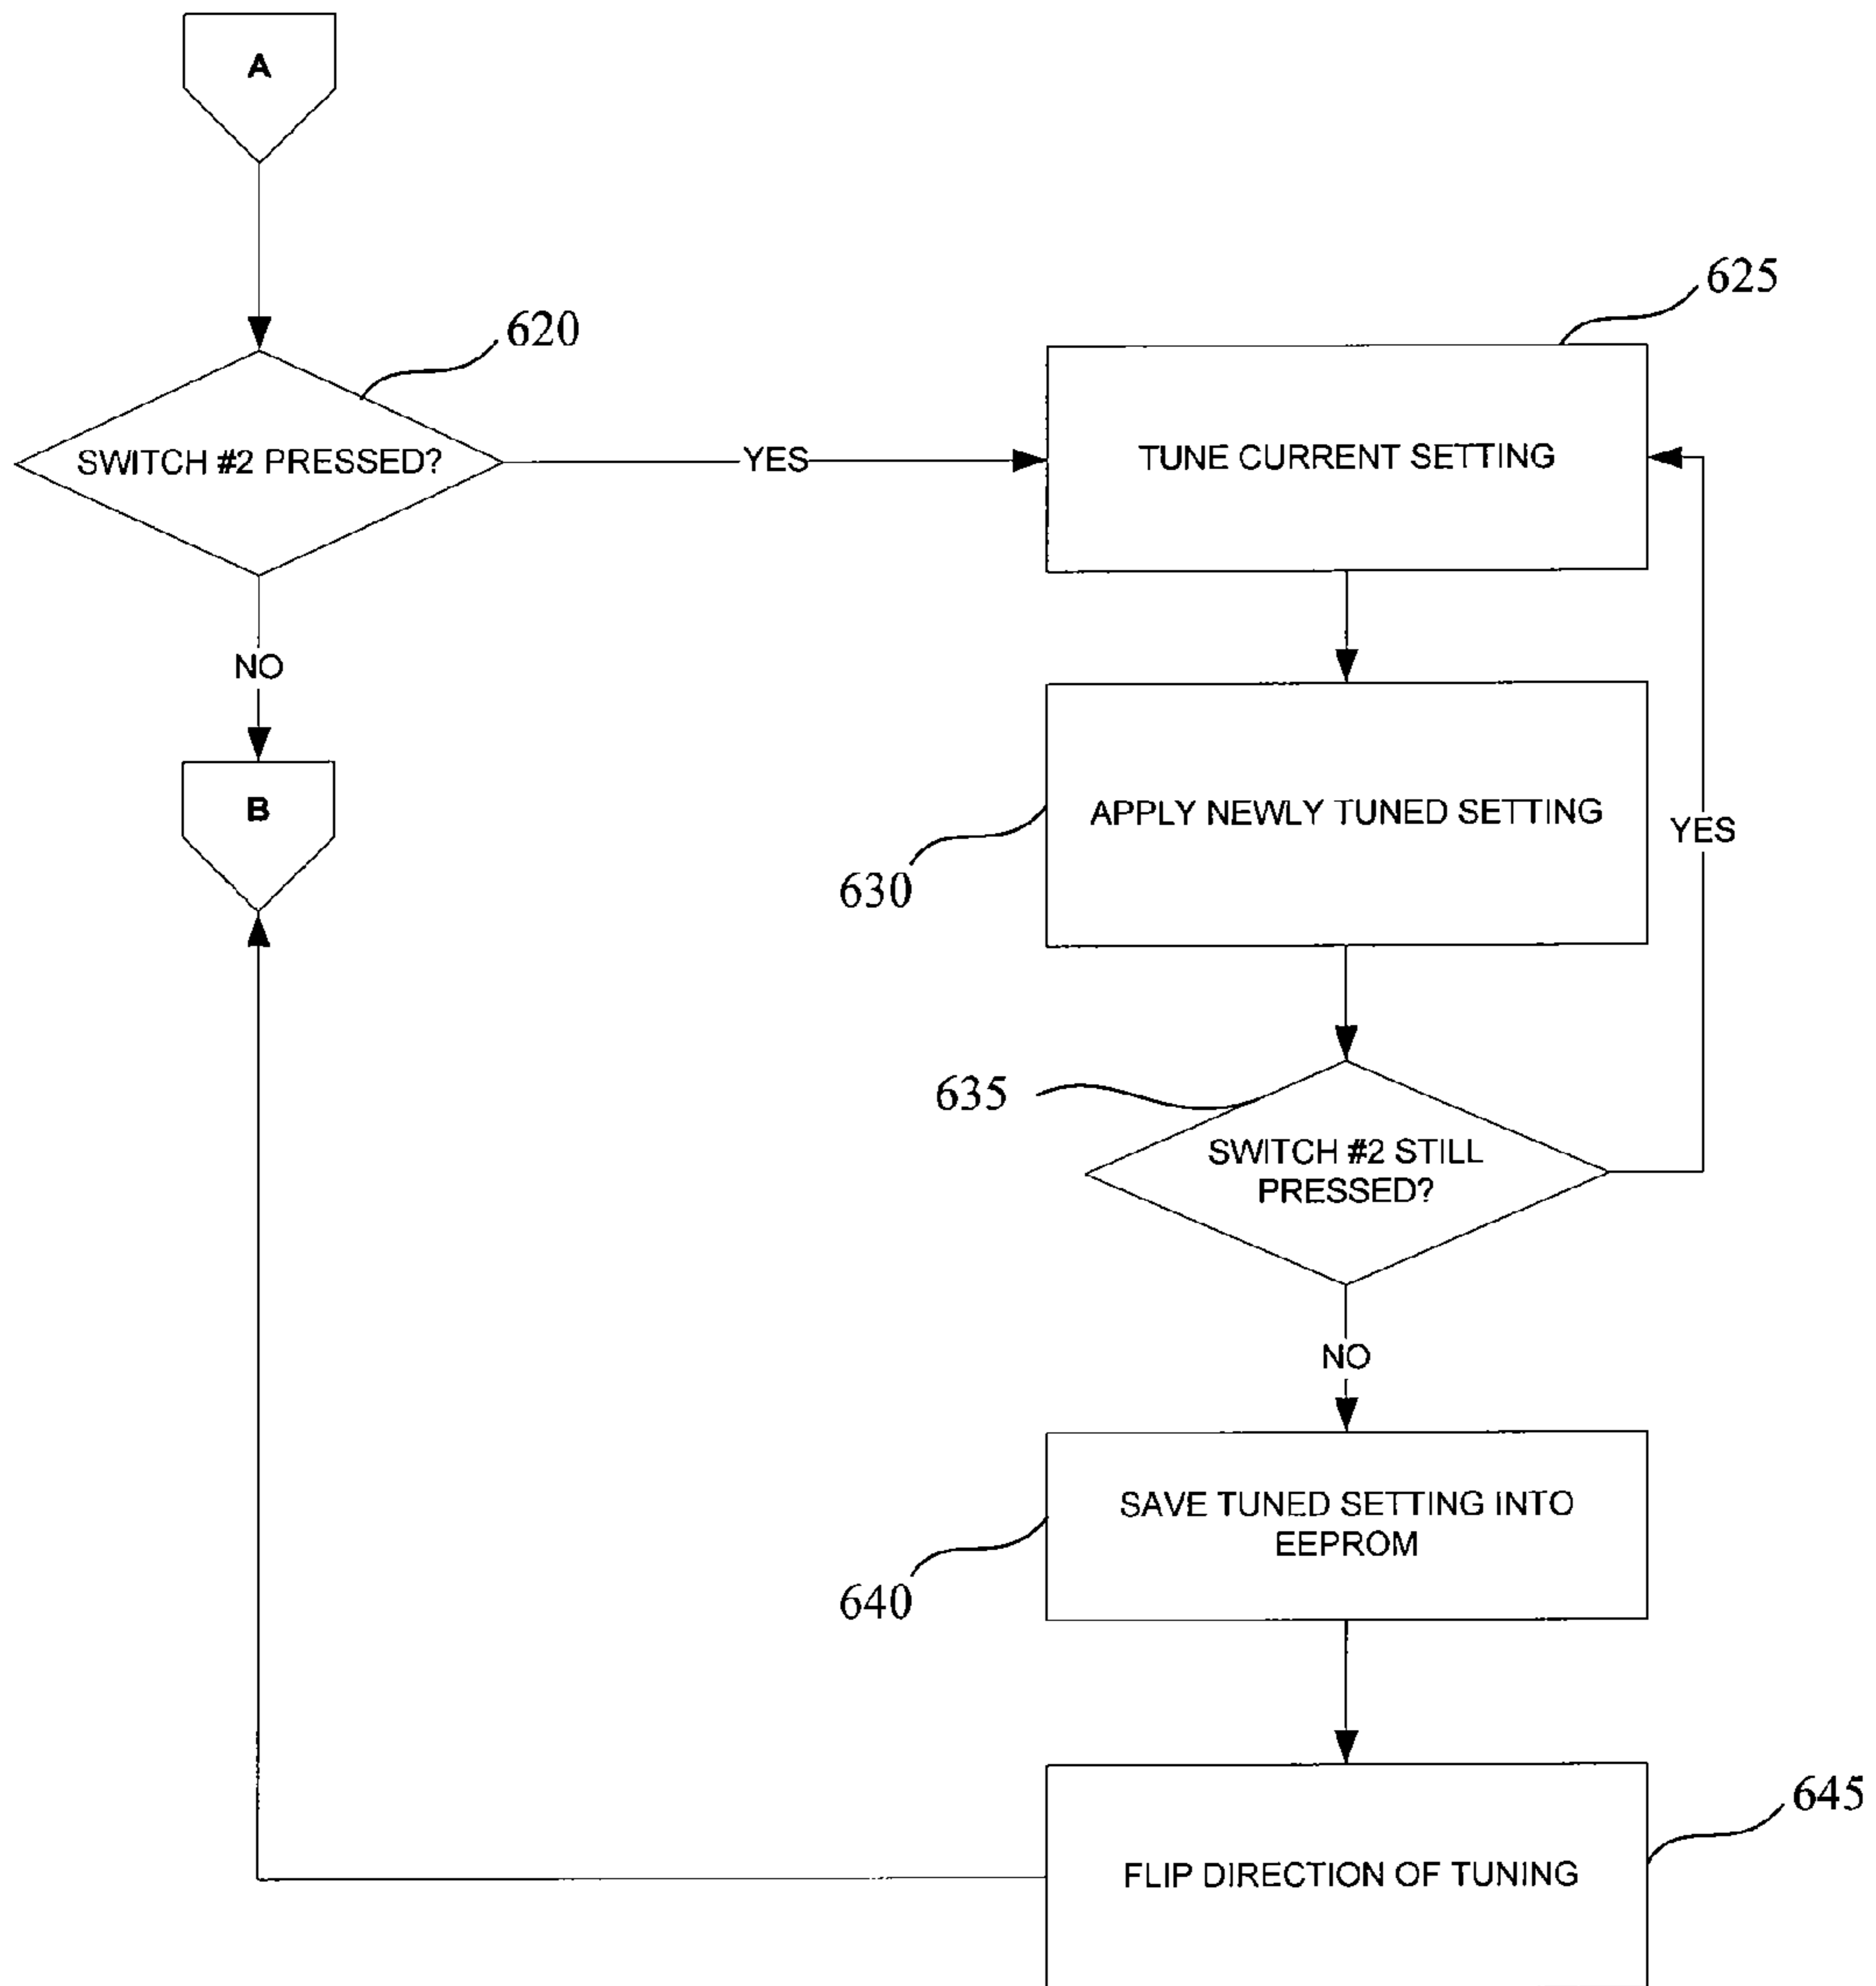 A
620
SWITCH #2 PRESSED?
YES
625
TUNE CURRENT SETTING
NO
B
630
APPLY NEWLY TUNED SETTING
YES
635
SWITCH #2 STILL
PRESSED?
NO
640
SAVE TUNED SETTING INTO
EEPROM
645
FLIP DIRECTION OF TUNING